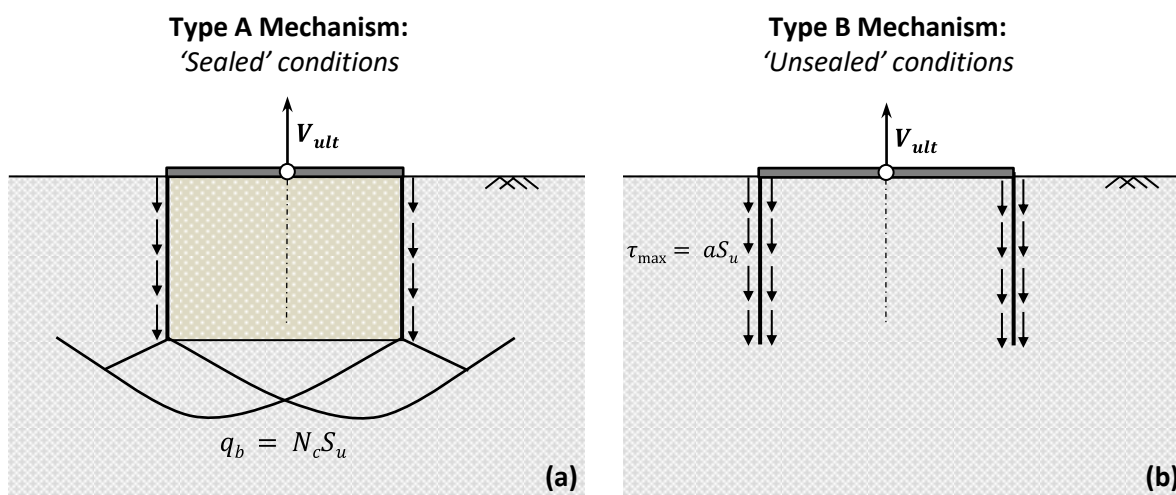 Type A Mechanism:
‘Sealed’ conditions
V_ult
q_b = N_cS_u
(a)
Type B Mechanism:
‘Unsealed’ conditions
V_ult
τ_max = aS_u
(b)